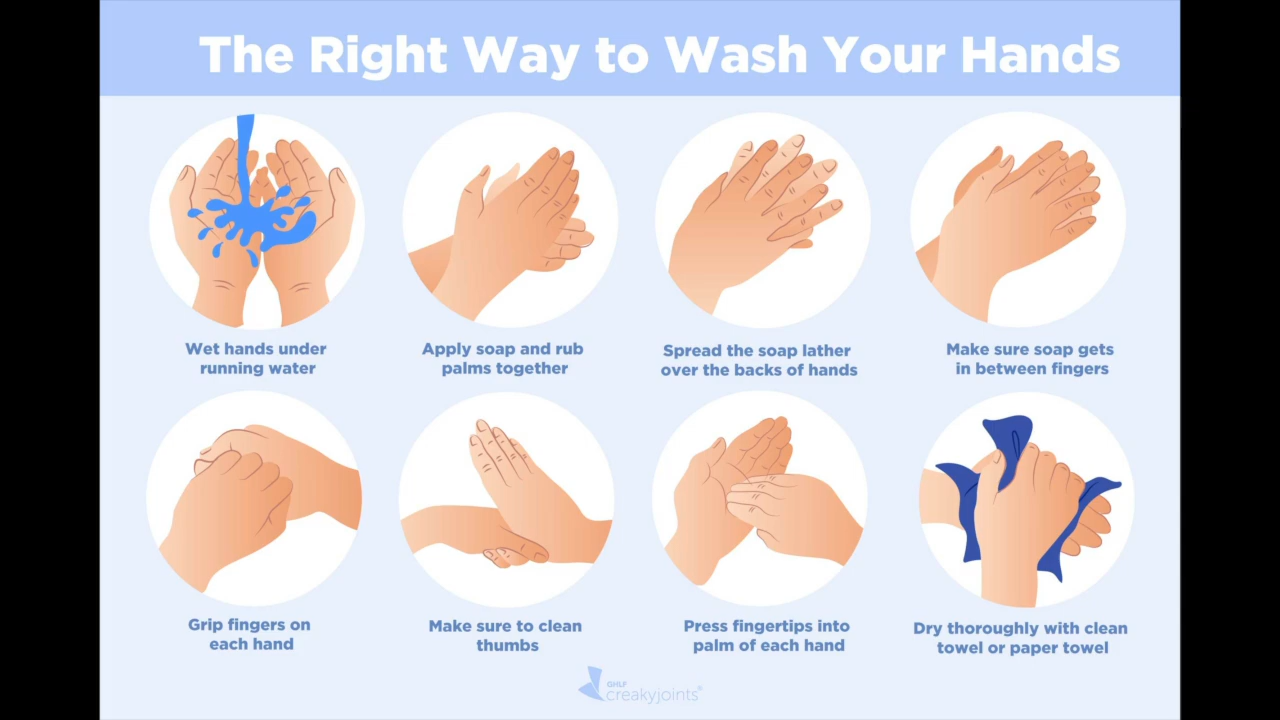 The Right Way to Wash Your Hands
Wet hands under
running water
Apply soap and rub
palms together
Spread the soap lather
over the backs of hands
Make sure soap gets
in between fingers
Grip fingers on
each hand
Make sure to clean
thumbs
Press fingertips into
palm of each hand
Dry thoroughly with clean
towel or paper towel
GHLF
creakyjoints®